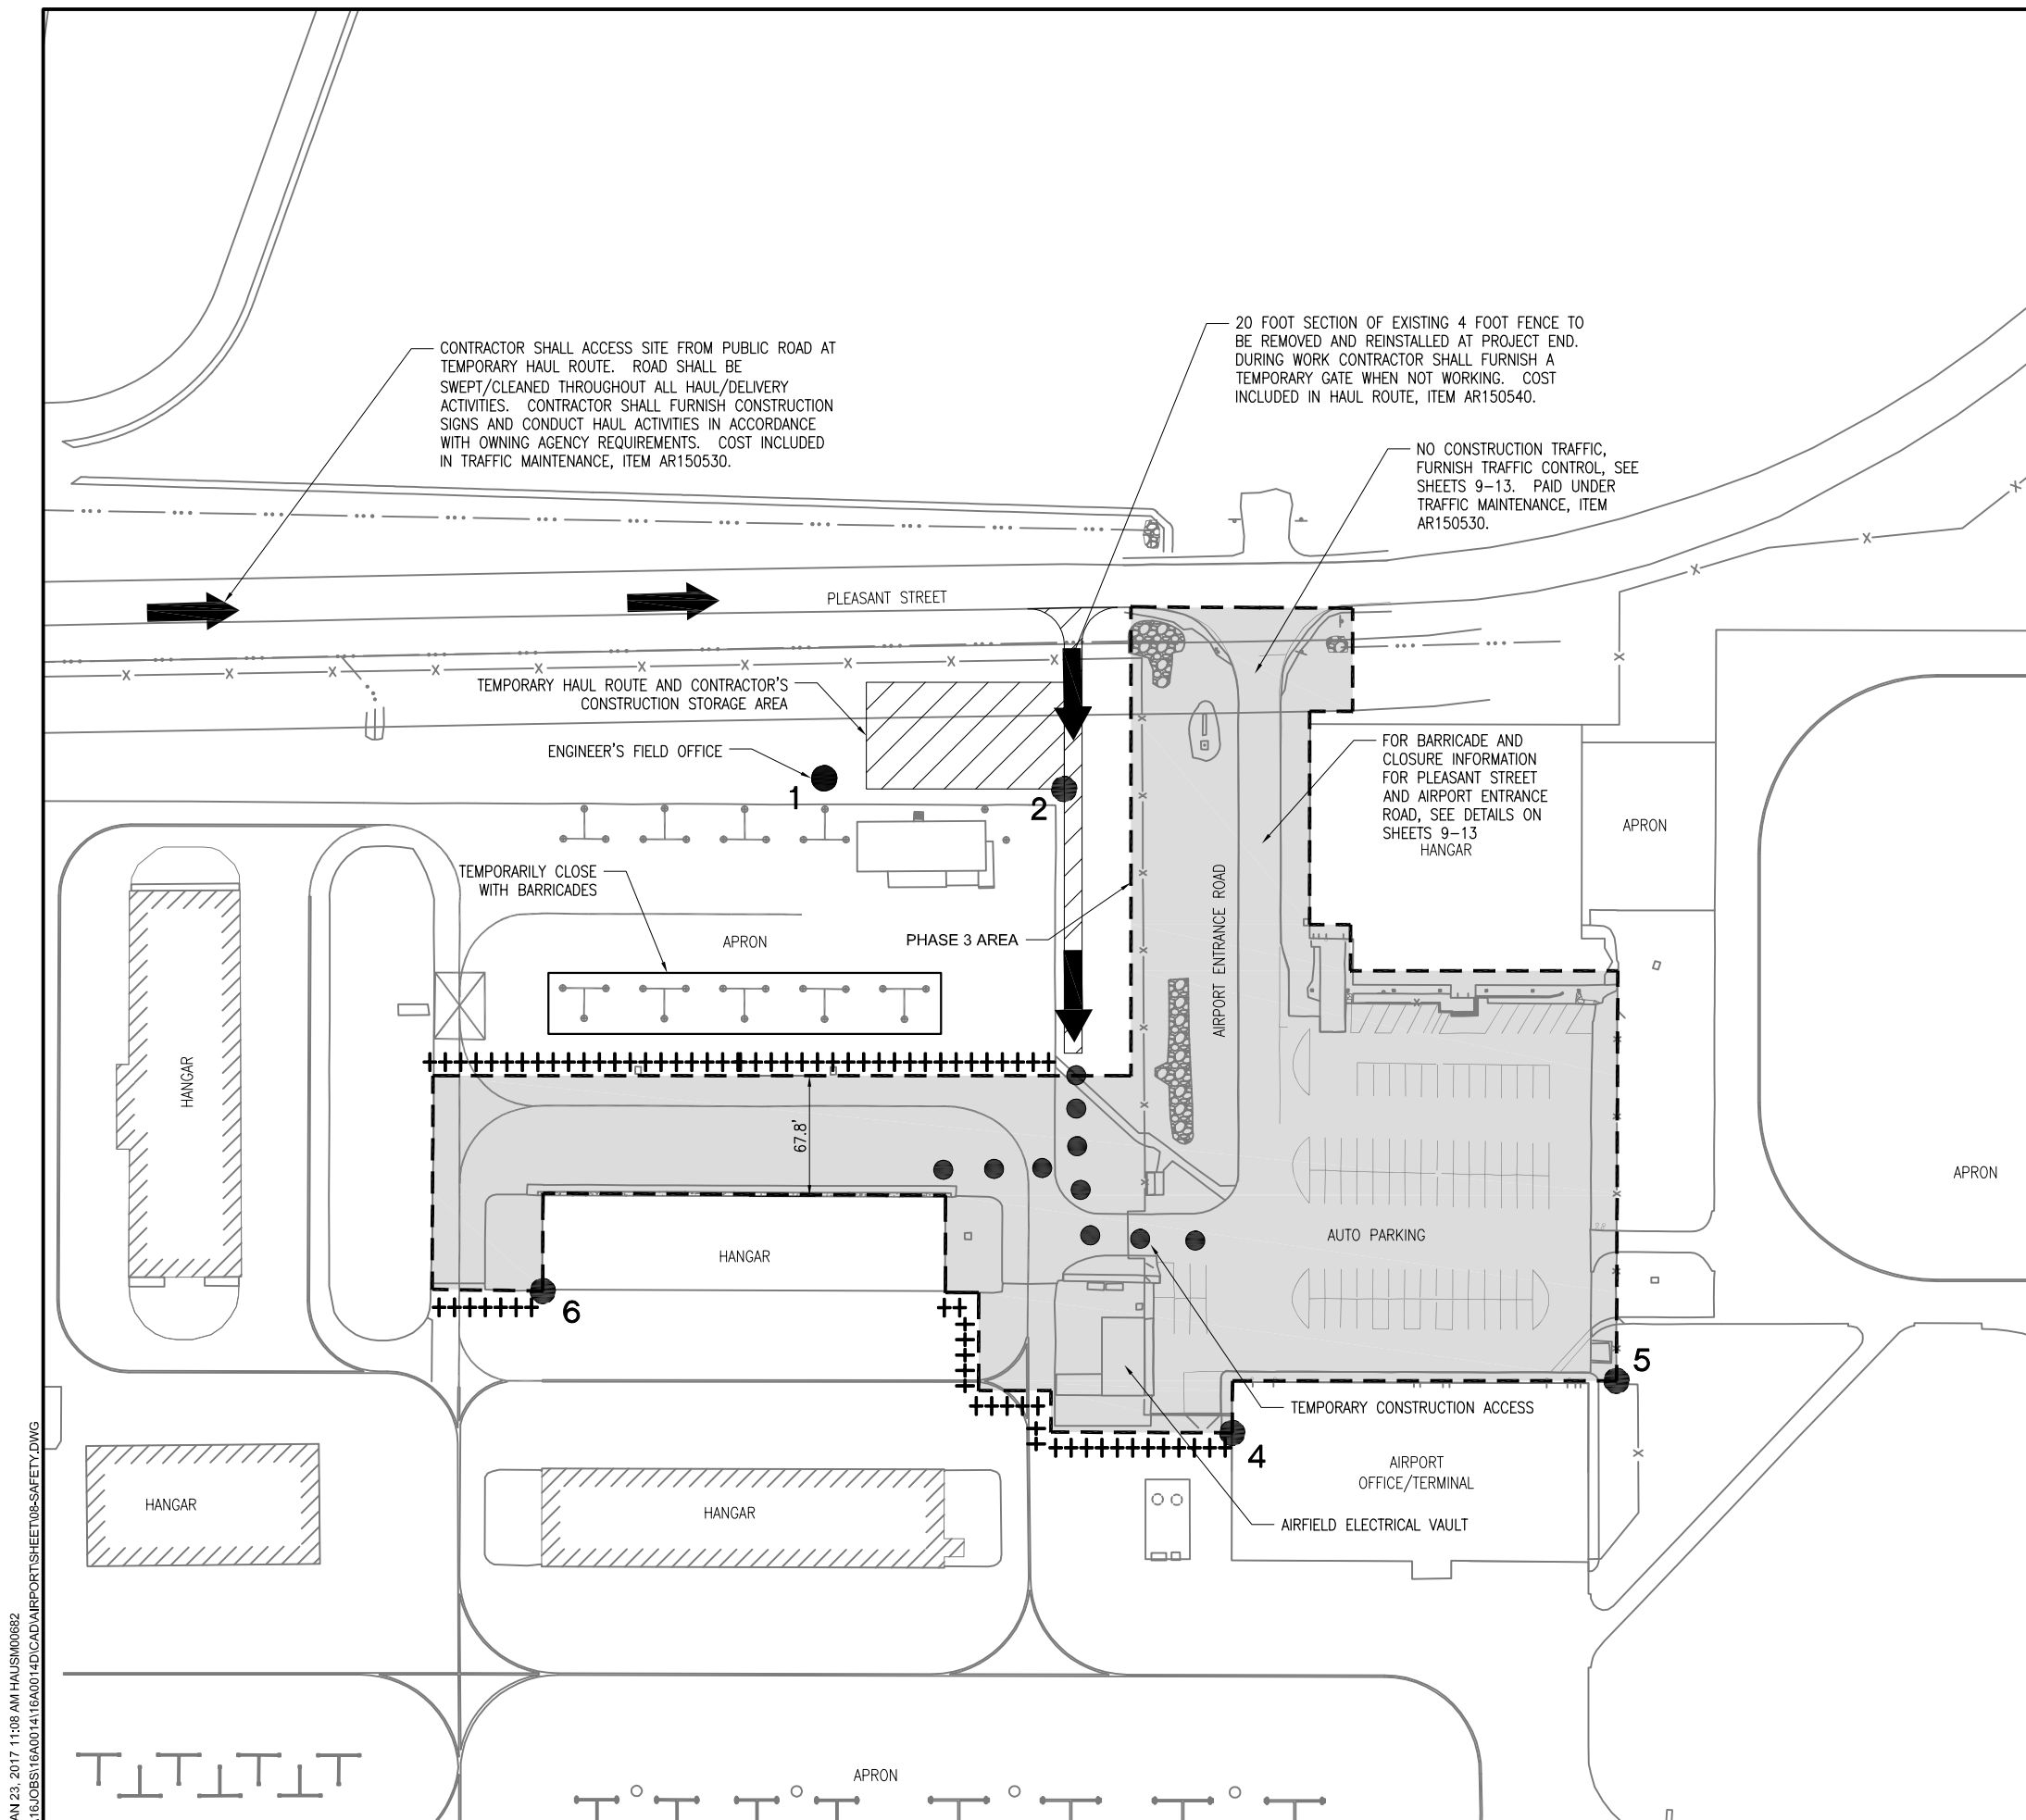 CONTRACTOR SHALL ACCESS SITE FROM PUBLIC ROAD AT
TEMPORARY HAUL ROUTE. ROAD SHALL BE
SWEPT/CLEANED THROUGHOUT ALL HAUL/DELIVERY
ACTIVITIES. CONTRACTOR SHALL FURNISH CONSTRUCTION
SIGNS AND CONDUCT HAUL ACTIVITIES IN ACCORDANCE
WITH OWNING AGENCY REQUIREMENTS. COST INCLUDED
IN TRAFFIC MAINTENANCE, ITEM AR150530.
20 FOOT SECTION OF EXISTING 4 FOOT FENCE TO
BE REMOVED AND REINSTALLED AT PROJECT END.
DURING WORK CONTRACTOR SHALL FURNISH A
TEMPORARY GATE WHEN NOT WORKING. COST
INCLUDED IN HAUL ROUTE, ITEM AR150540.
NO CONSTRUCTION TRAFFIC,
FURNISH TRAFFIC CONTROL, SEE
SHEETS 9-13. PAID UNDER
TRAFFIC MAINTENANCE, ITEM
AR150530.
PLEASANT STREET
TEMPORARY HAUL ROUTE AND CONTRACTOR'S
CONSTRUCTION STORAGE AREA
ENGINEER'S FIELD OFFICE
1
2
FOR BARRICADE AND
CLOSURE INFORMATION
FOR PLEASANT STREET
AND AIRPORT ENTRANCE
ROAD, SEE DETAILS ON
SHEETS 9-13
HANGAR
APRON
TEMPORARILY CLOSE
WITH BARRICADES
APRON
PHASE 3 AREA
AIRPORT ENTRANCE ROAD
HANGAR
67.8'
APRON
AUTO PARKING
HANGAR
6
5
TEMPORARY CONSTRUCTION ACCESS
4
AIRPORT
OFFICE/TERMINAL
HANGAR
HANGAR
AIRFIELD ELECTRICAL VAULT
APRON
AN 23, 2017 11:08 AM HAUSM00682
16JOBS\16A0014\16A0014D\CAD\AIRPORT\SHEET\08-SAFETY.DWG